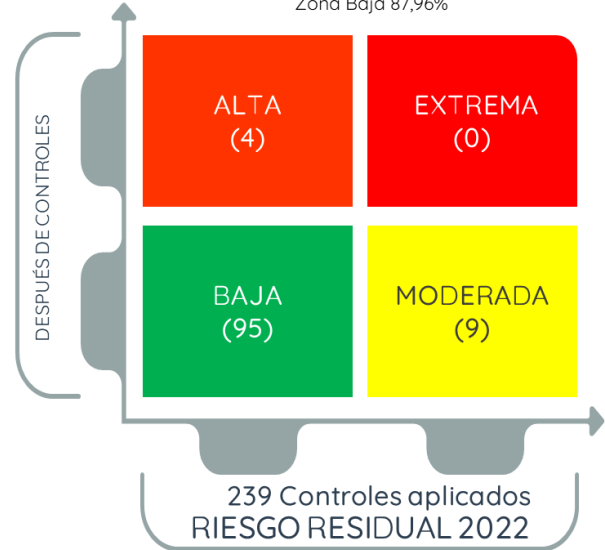 Zona Baja 87,96%
ALTA
(4)
EXTREMA
(0)
DESPUÉS DE CONTROLES
BAJA
(95)
MODERADA
(9)
239 Controles aplicados
RIESGO RESIDUAL 2022